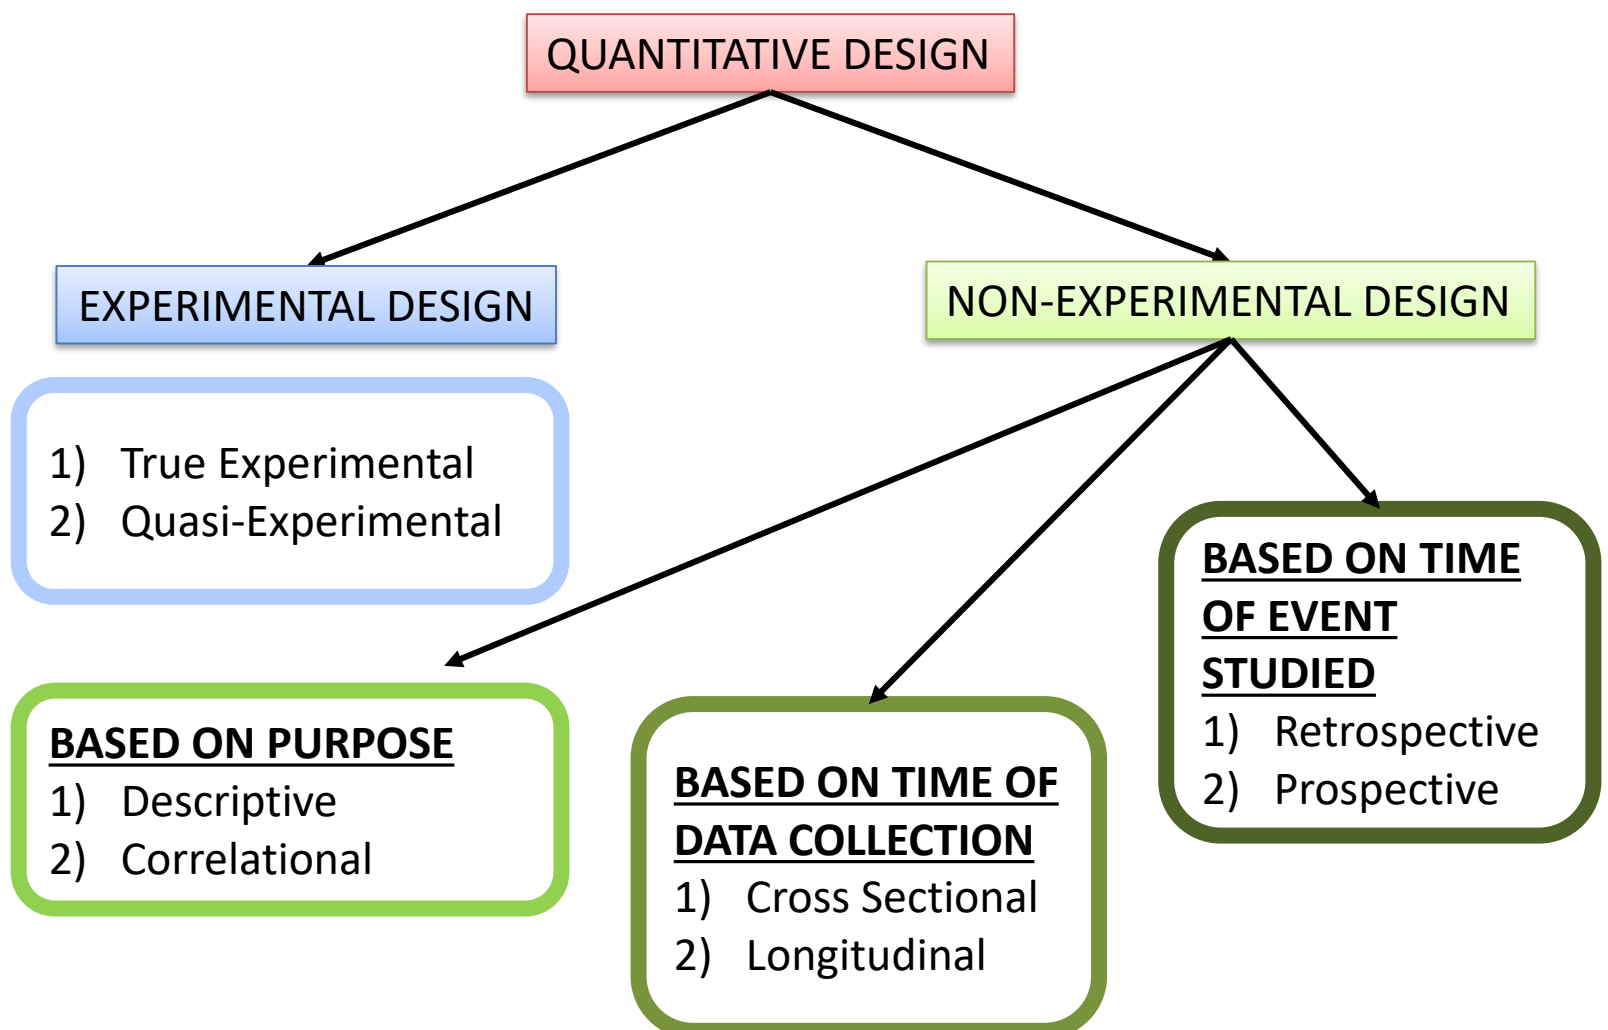 QUANTITATIVE DESIGN
EXPERIMENTAL DESIGN
NON-EXPERIMENTAL DESIGN
1) True Experimental
2) Quasi-Experimental
BASED ON PURPOSE
1) Descriptive
2) Correlational
BASED ON TIME OF
DATA COLLECTION
1) Cross Sectional
2) Longitudinal
BASED ON TIME
OF EVENT
STUDIED
1) Retrospective
2) Prospective